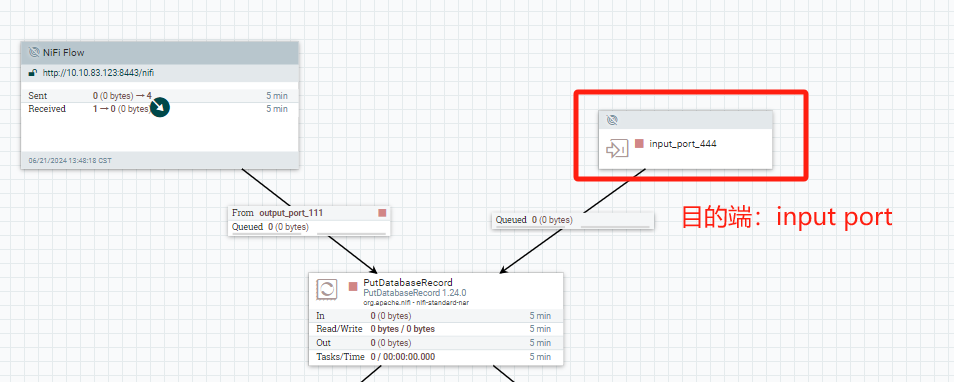 NiFi Flow
http://10.10.83.123:8443/nifi
Sent 0 (0 bytes) → 4 5 min
Received 1 → 0 (0 bytes) 5 min
06/21/2024 13:48:18 CST
input_port_444
目的端：input port
From output_port_111
Queued 0 (0 bytes)
Queued 0 (0 bytes)
PutDatabaseRecord
PutDatabaseRecord 1.24.0
org.apache.nifi - nifi-standard-nar
In 0 (0 bytes) 5 min
Read/Write 0 bytes / 0 bytes 5 min
Out 0 (0 bytes) 5 min
Tasks/Time 0 / 00:00:00.000 5 min